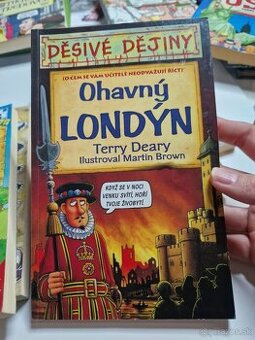 DĚSIVÉ DĚJINY
(O ČEM SE VÁM UČITELÉ NEODVAŽUJÍ ŘÍCT)
Ohavný
LONDÝN
Terry Deary
Ilustroval Martin Brown
KDYŽ SE V NOCI
VENKU SVÍTÍ, HOŘÍ
TVOJE ŽIVOBYTÍ.